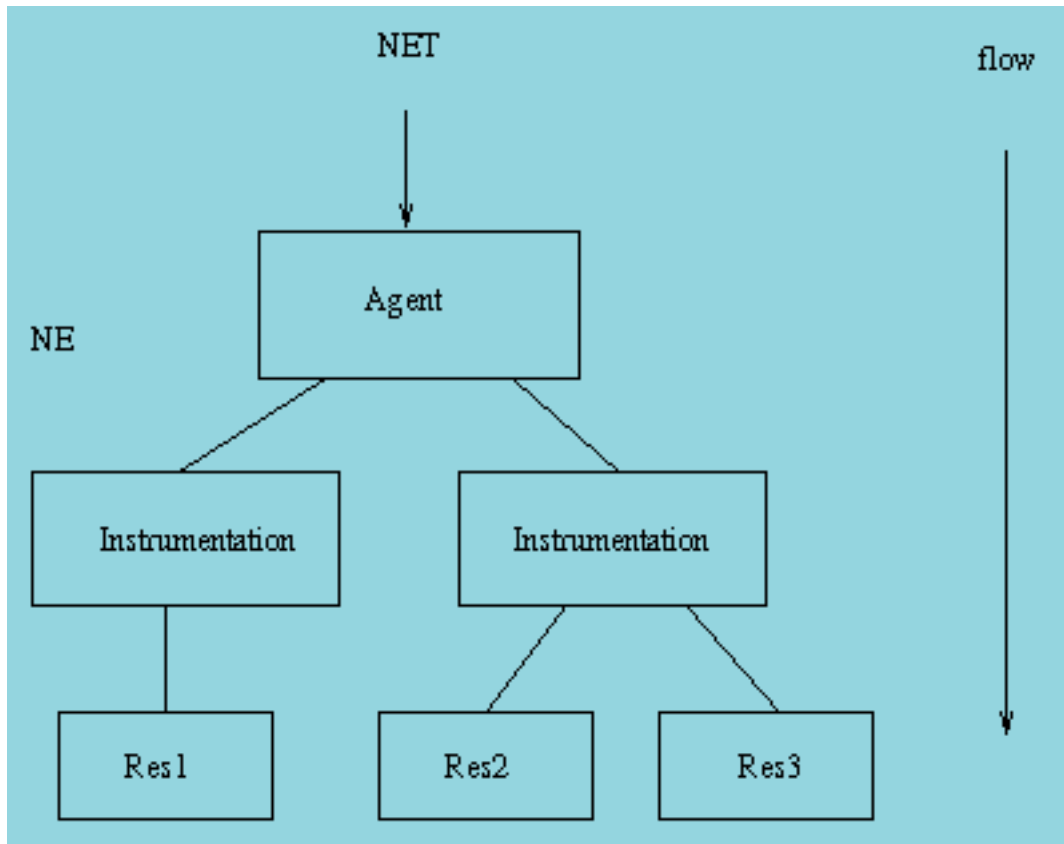 NET
flow
Agent
NE
Instrumentation
Instrumentation
Res1
Res2
Res3